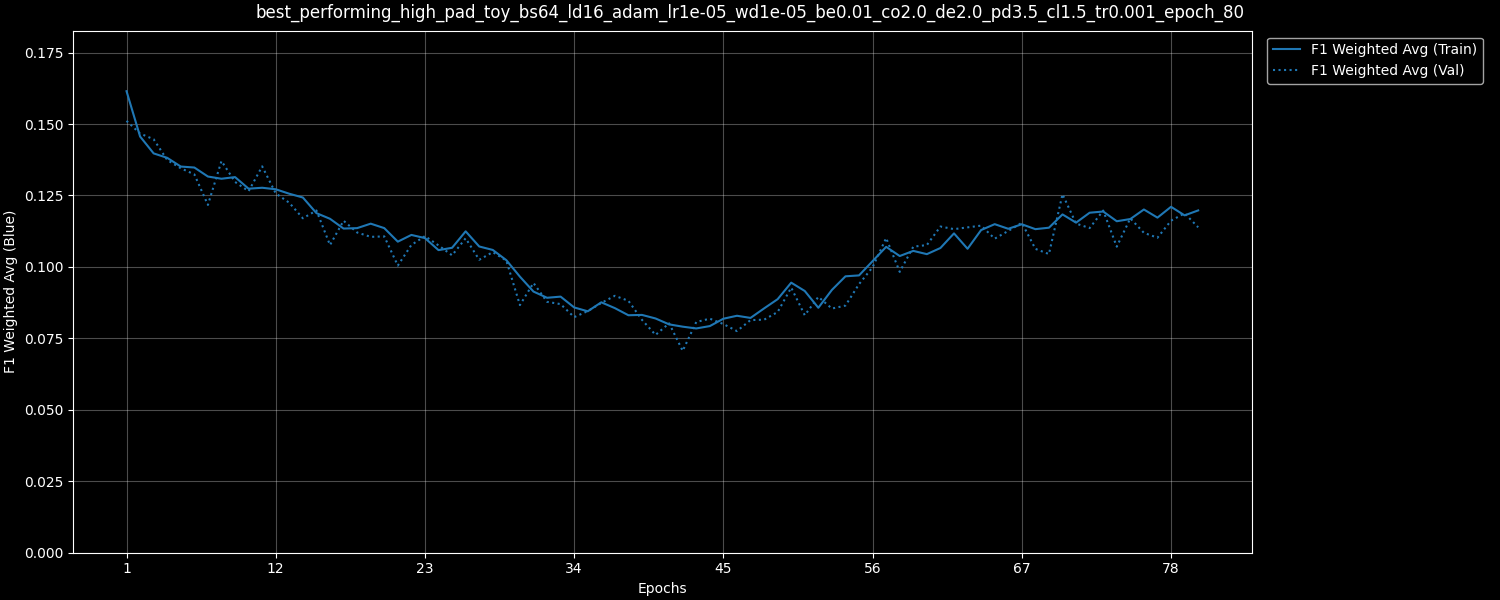 best_performing_high_pad_toy_bs64_ld16_adam_lr1e-05_wd1e-05_be0.01_co2.0_de2.0_pd3.5_cl1.5_tr0.001_epoch_80
F1 Weighted Avg (Train)
F1 Weighted Avg (Val)
F1 Weighted Avg (Blue)
0.175
0.150
0.125
0.100
0.075
0.050
0.025
0.000
1 12 23 34 45 56 67 78
Epochs